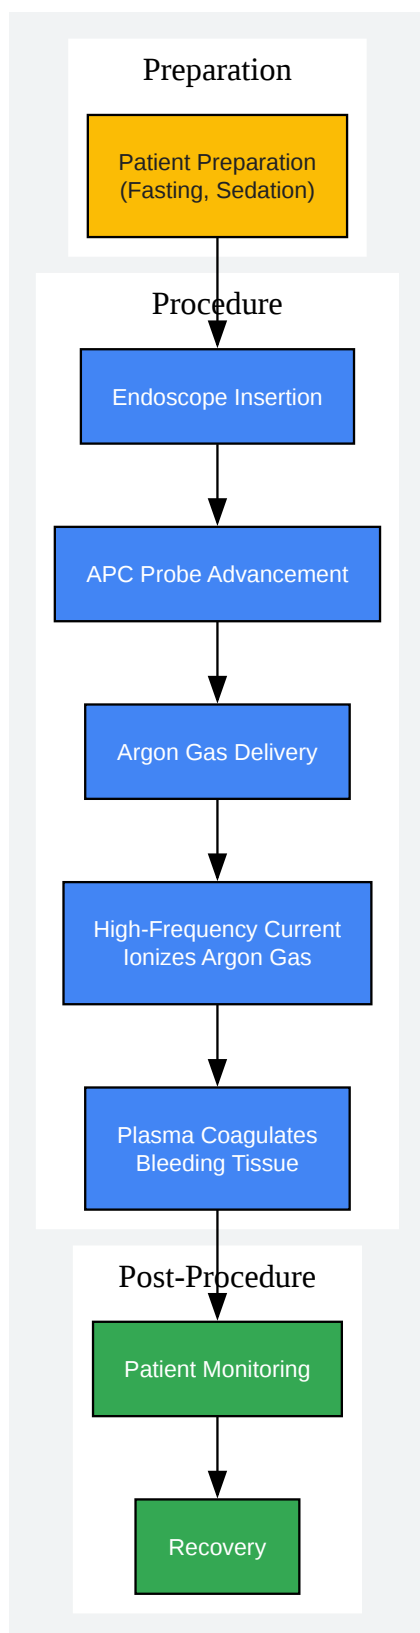 Preparation
Patient Preparation
(Fasting, Sedation)
Procedure
Endoscope Insertion
APC Probe Advancement
Argon Gas Delivery
High-Frequency Current
Ionizes Argon Gas
Plasma Coagulates
Bleeding Tissue
Post-Procedure
Patient Monitoring
Recovery